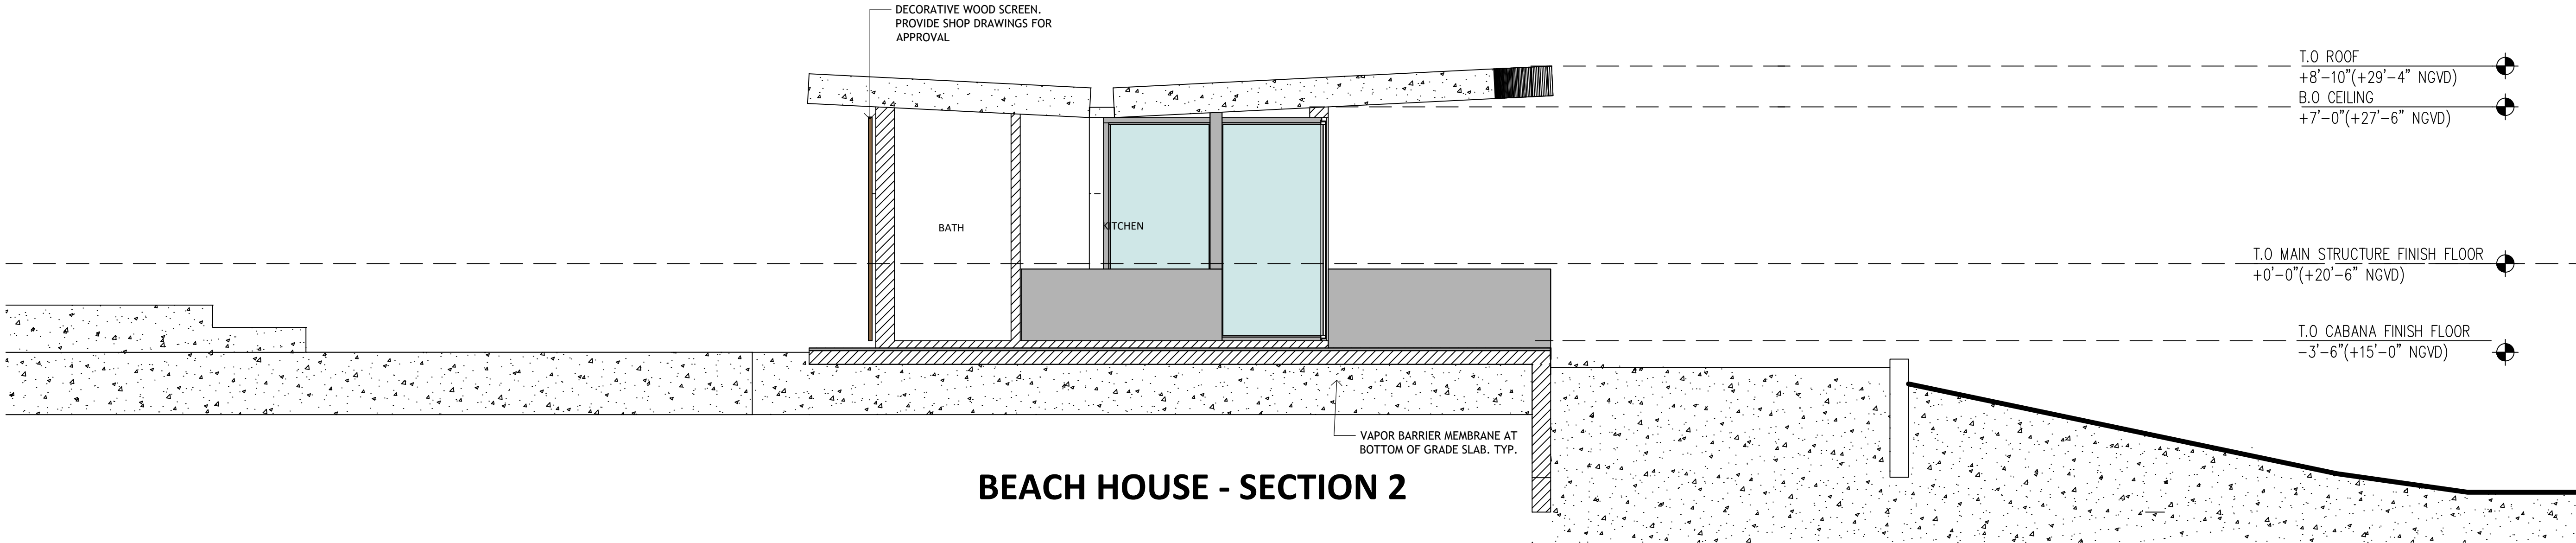 DECORATIVE WOOD SCREEN.
PROVIDE SHOP DRAWINGS FOR
APPROVAL
T.O ROOF
+8'-10"(+29'-4" NGVD)
B.O CEILING
+7'-0"(+27'-6" NGVD)
BATH
KITCHEN
T.O MAIN STRUCTURE FINISH FLOOR
+0'-0"(+20'-6" NGVD)
T.O CABANA FINISH FLOOR
-3'-6"(+15'-0" NGVD)
VAPOR BARRIER MEMBRANE AT
BOTTOM OF GRADE SLAB. TYP.
BEACH HOUSE - SECTION 2